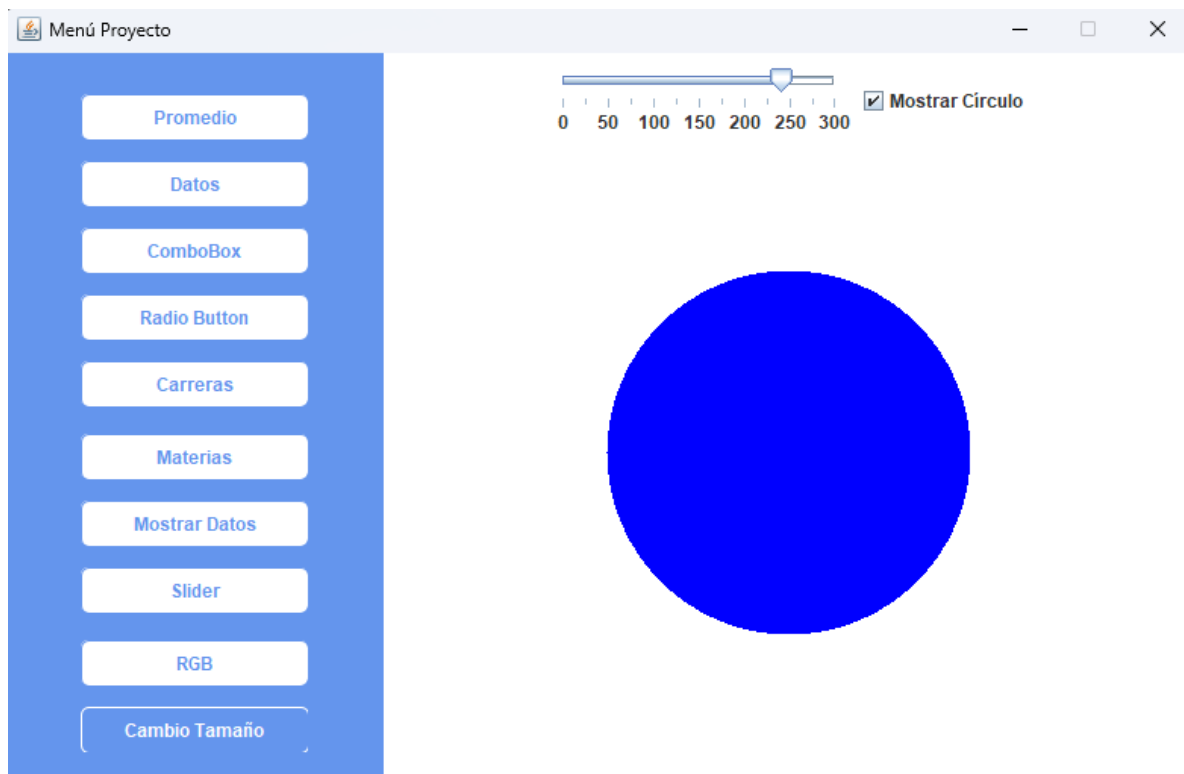 Menú Proyecto
Promedio
Datos
ComboBox
Radio Button
Carreras
Materias
Mostrar Datos
Slider
RGB
Cambio Tamaño
0 50 100 150 200 250 300
Mostrar Círculo